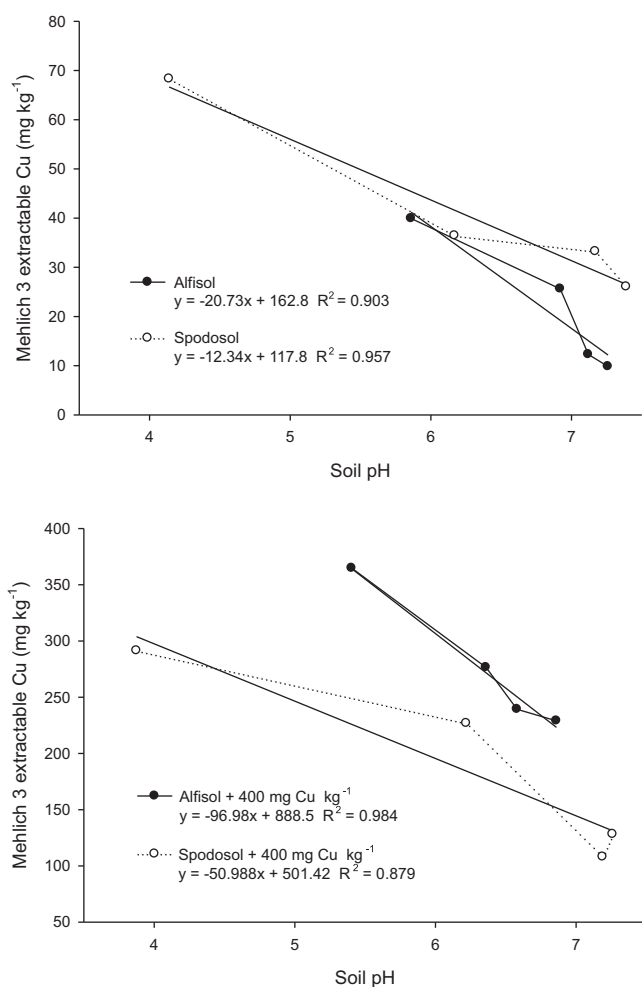 80
70
60
50
40
30
20
10
0
Mehlich 3 extractable Cu (mg kg⁻¹)
Alfisol
y = -20.73x + 162.8 R² = 0.903
Spodosol
y = -12.34x + 117.8 R² = 0.957
4 5 6 7
Soil pH
400
350
300
250
200
150
100
50
Mehlich 3 extractable Cu (mg kg⁻¹)
Alfisol + 400 mg Cu kg⁻¹
y = -96.98x + 888.5 R² = 0.984
Spodosol + 400 mg Cu kg⁻¹
y = -50.988x + 501.42 R² = 0.879
4 5 6 7
Soil pH